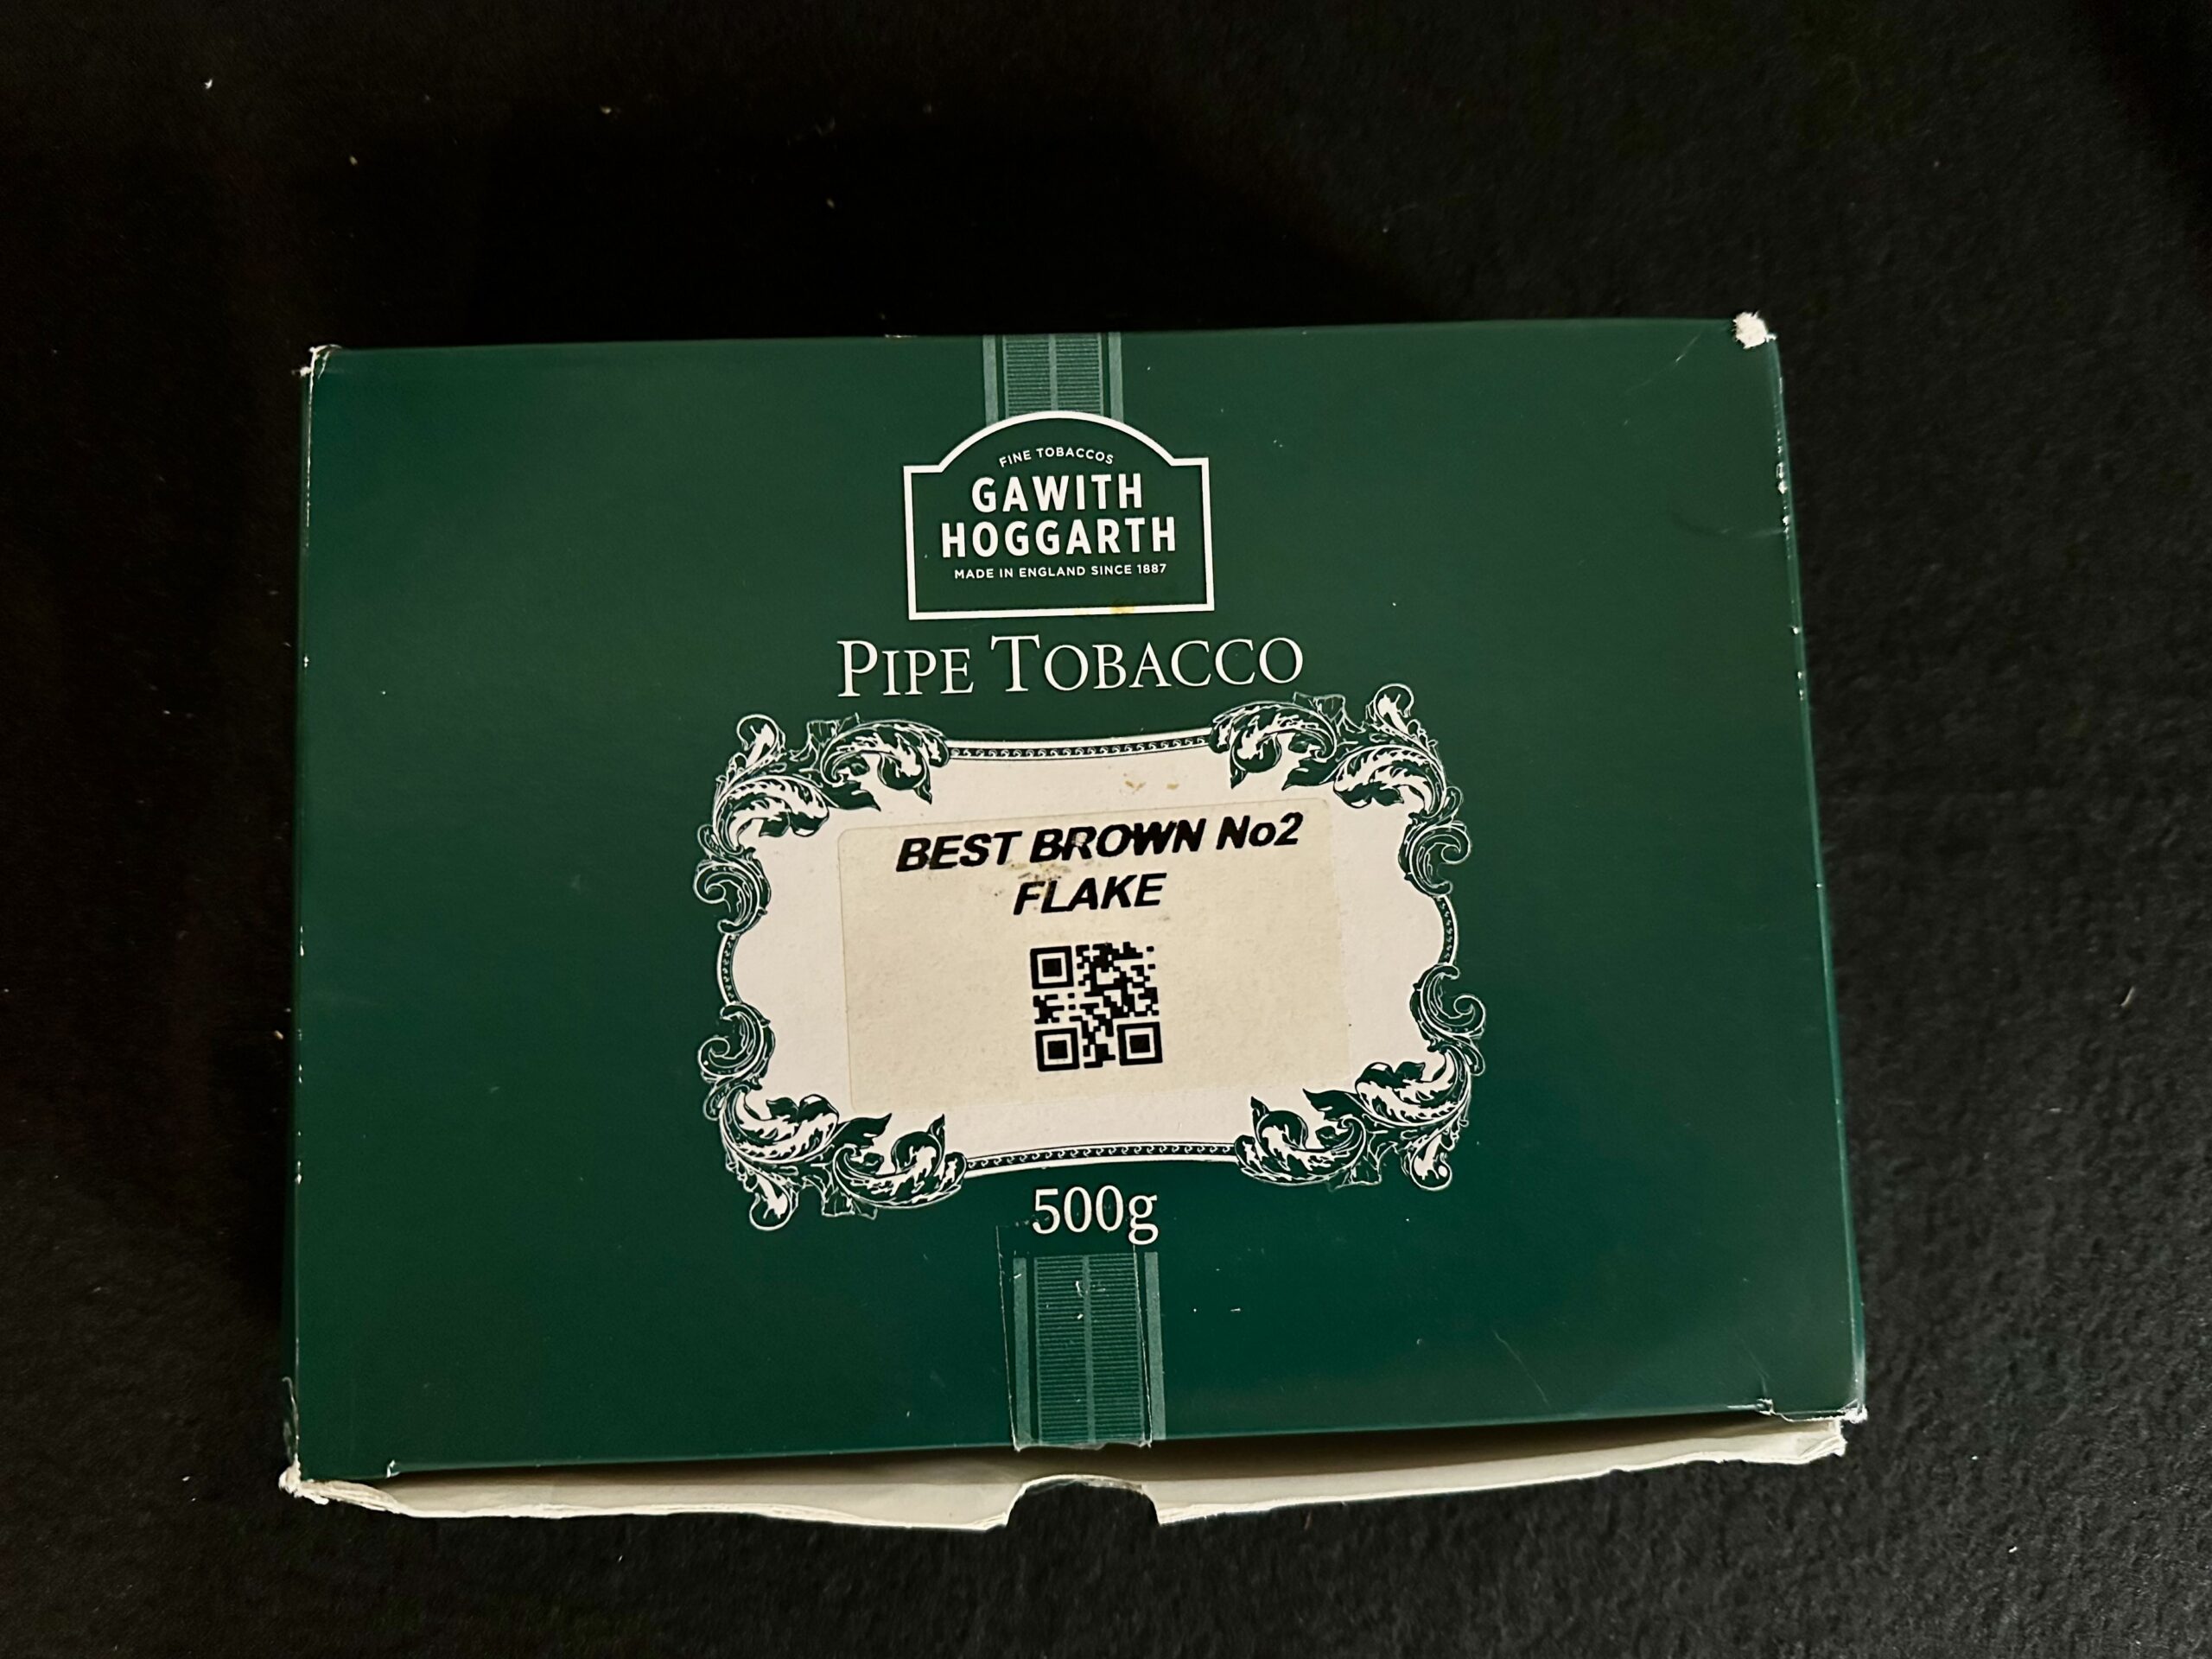 FINE TOBACCOS
GAWITH
HOGGARTH
MADE IN ENGLAND SINCE 1887
PIPE TOBACCO
BEST BROWN No2
FLAKE
500g